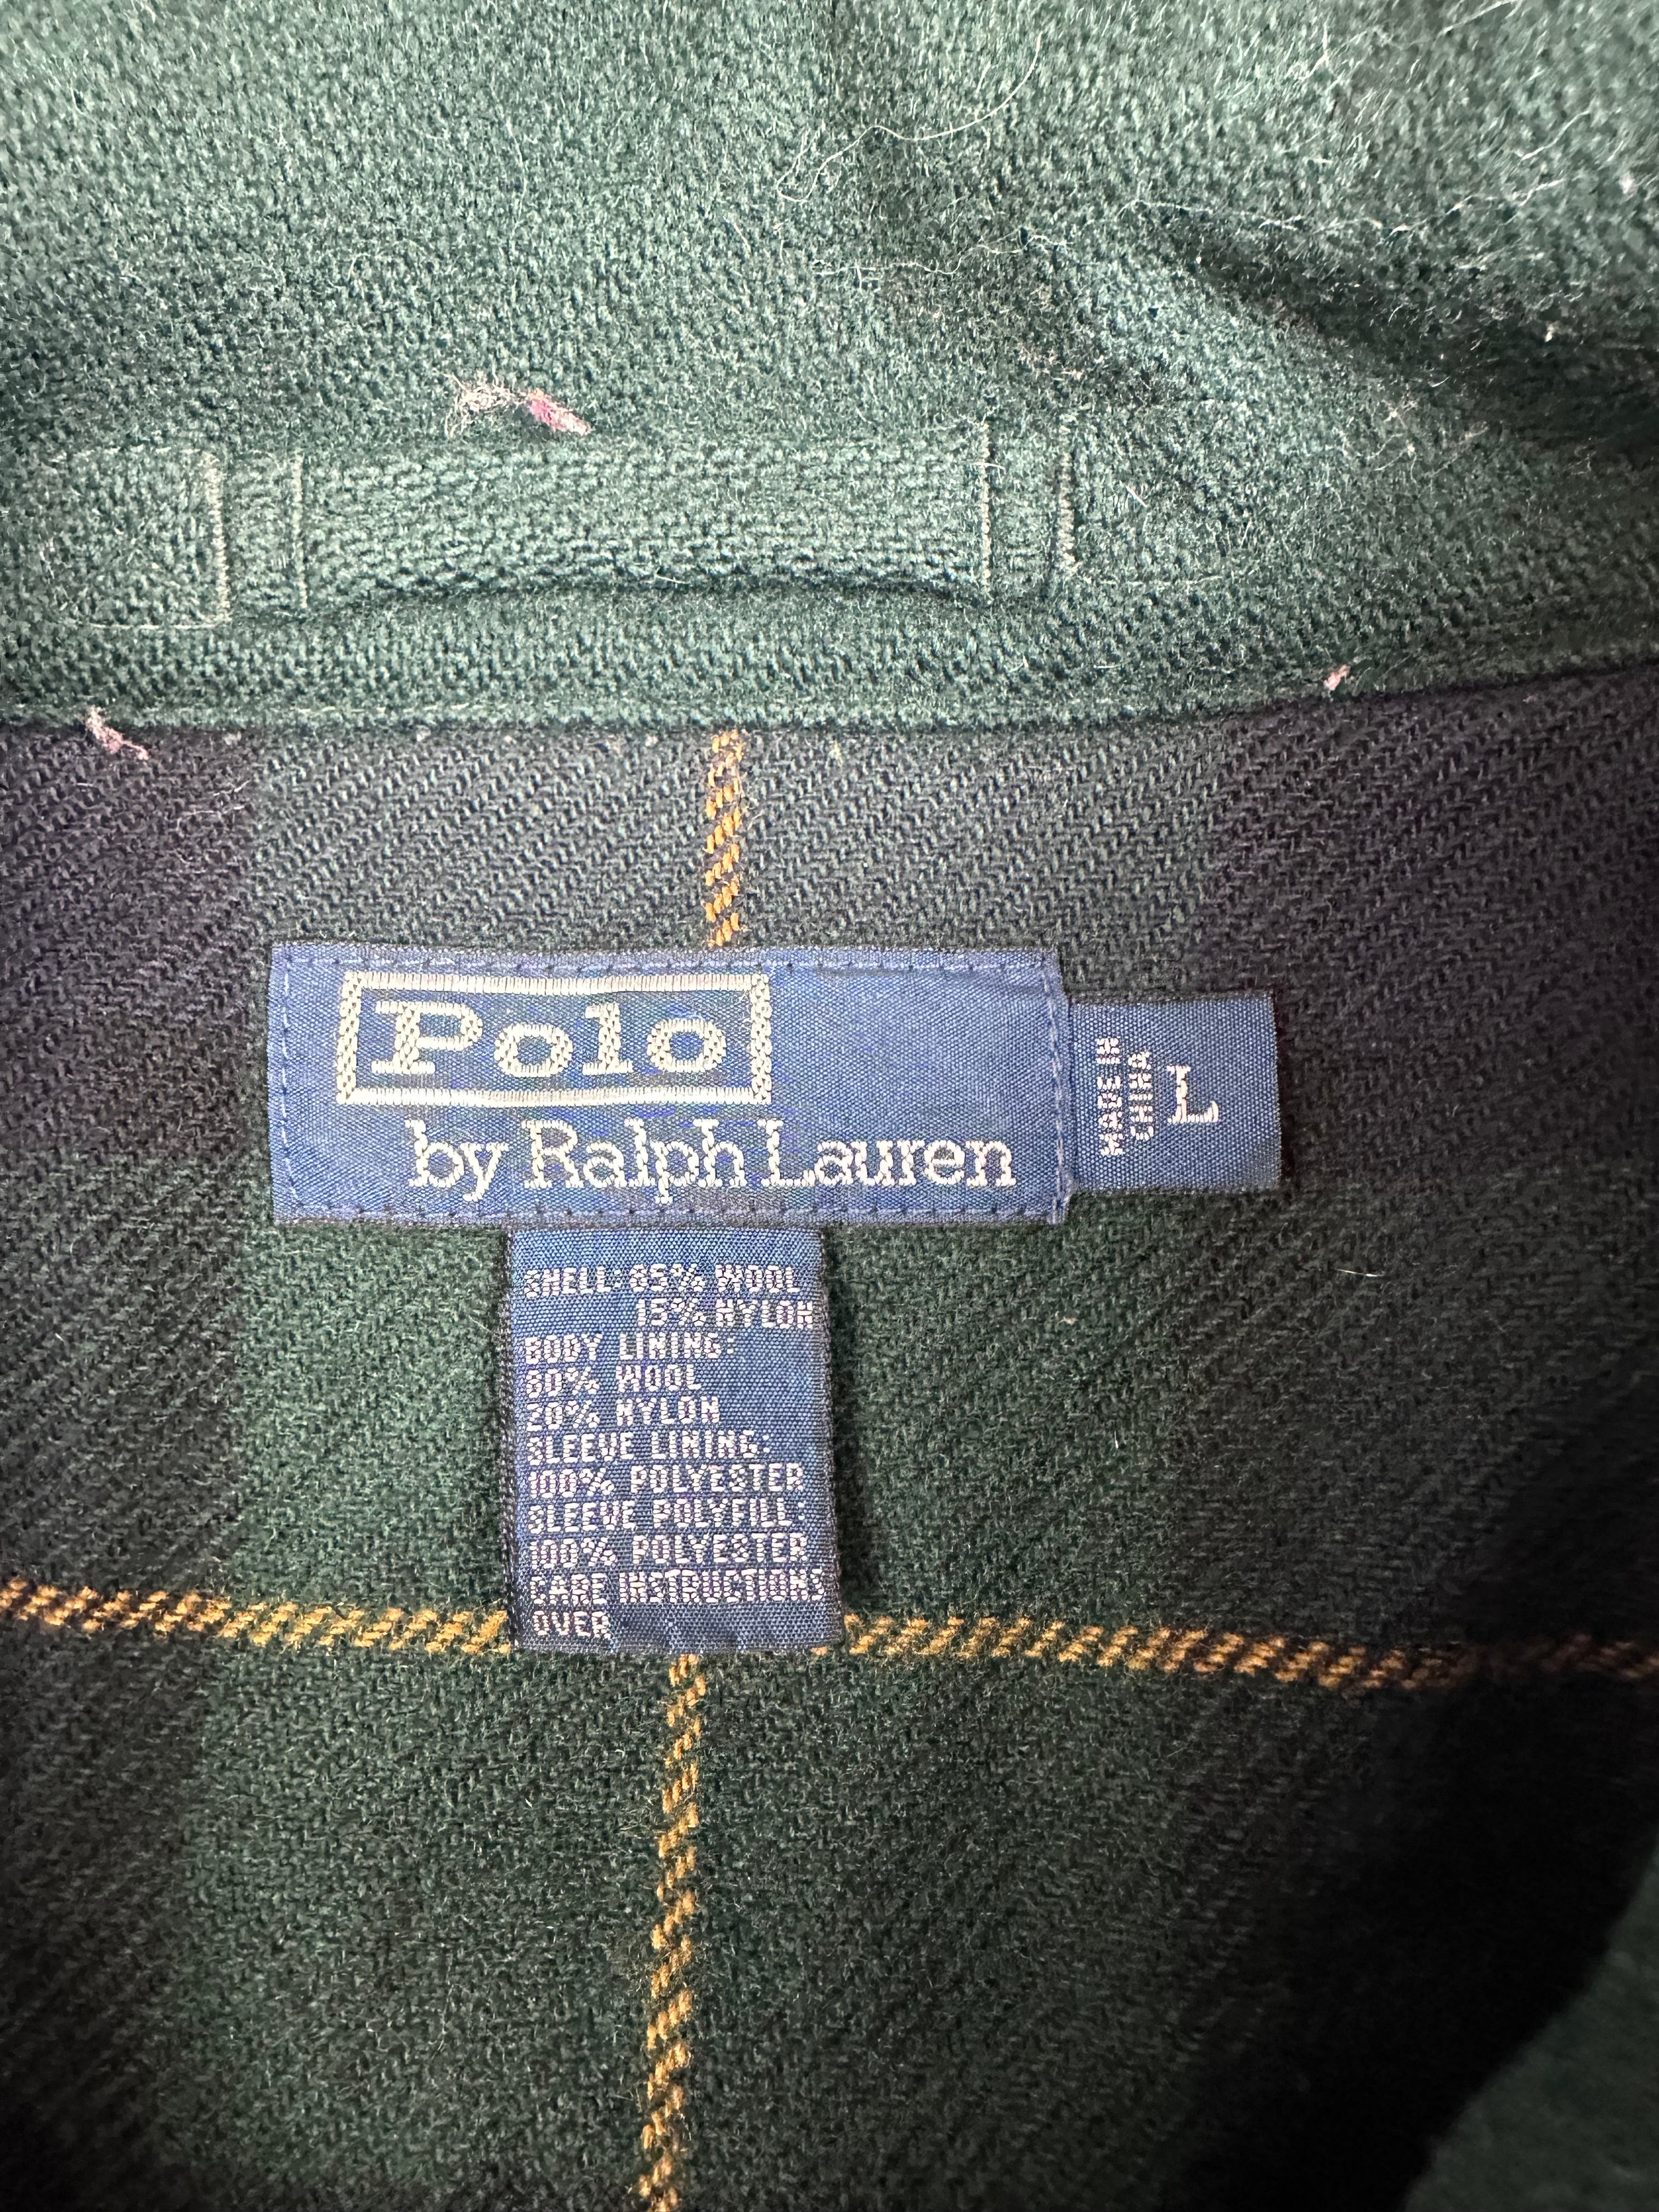 Polo
by Ralph Lauren
MADE IN
CHINA
L
SHELL: 85% WOOL
15% NYLON
BODY LINING:
80% WOOL
20% NYLON
SLEEVE LINING:
100% POLYESTER
SLEEVE POLYFILL:
100% POLYESTER
CARE INSTRUCTIONS
OVER